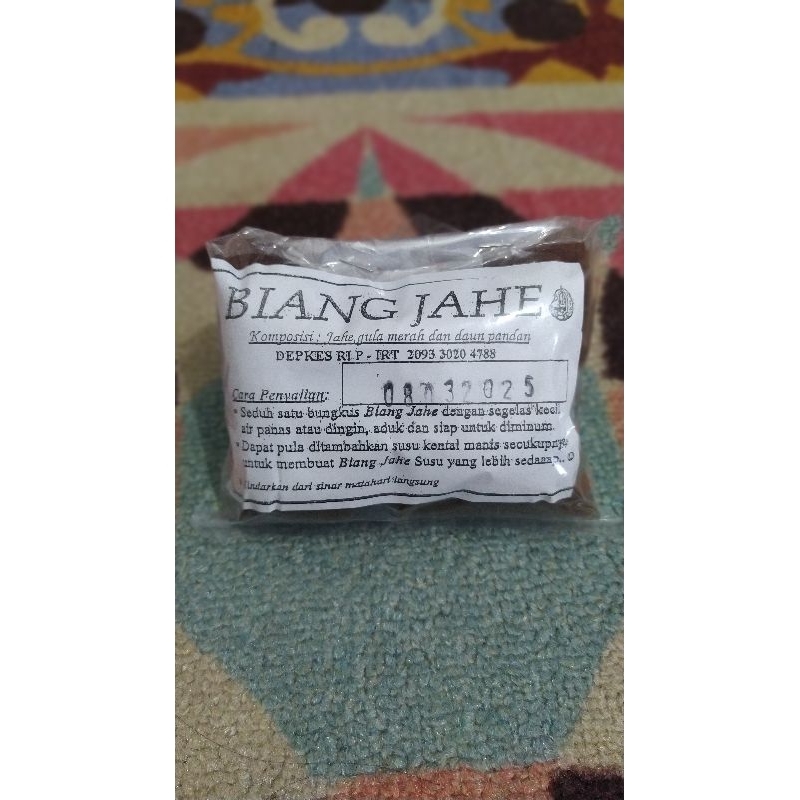 BIANG JAHE
Komposisi : Jahe, gula merah dan daun pandan
DEPKES RI P - IRT 2093 3020 4788
08032025
Cara Penyajian:
* Seduh satu bungkus Biang Jahe dengan segelas kecil
air panas atau dingin, aduk dan siap untuk diminum.
* Dapat pula ditambahkan susu kental manis secukupnya
untuk membuat Biang Jahe Susu yang lebih sedaaap..
Hindarkan dari sinar matahari langsung